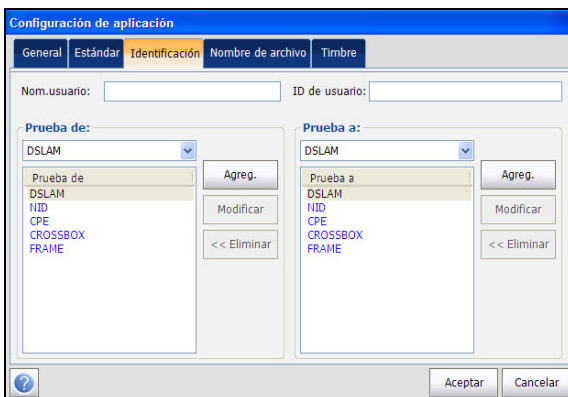 Configuración de aplicación
General Estándar Identificación Nombre de archivo Timbre
Nom.usuario: ID de usuario:
Prueba de: Prueba a:
DSLAM DSLAM
Prueba de Agreg. Prueba a Agreg.
DSLAM DSLAM
NID Modificar NID Modificar
CPE CPE
CROSSBOX << Eliminar CROSSBOX << Eliminar
FRAME FRAME
? Aceptar Cancelar